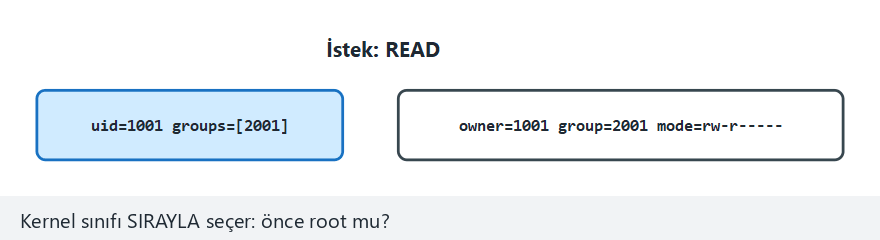 İstek: READ
uid=1001 groups=[2001]
owner=1001 group=2001 mode=rw-r-----
Kernel sınıfı SIRAYLA seçer: önce root mu?